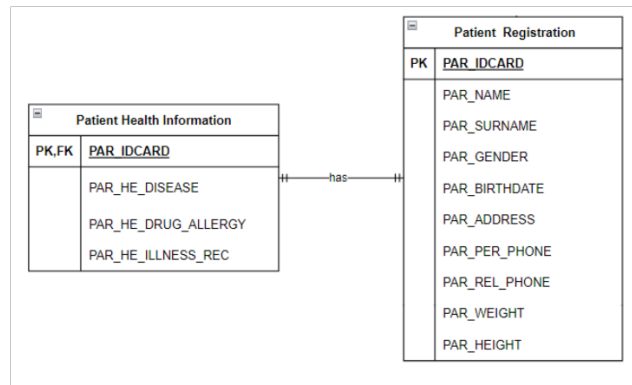 Patient Registration
PK PAR_IDCARD
PAR_NAME
PAR_SURNAME
PAR_GENDER
PAR_BIRTHDATE
PAR_ADDRESS
PAR_PER_PHONE
PAR_REL_PHONE
PAR_WEIGHT
PAR_HEIGHT
Patient Health Information
PK,FK PAR_IDCARD
PAR_HE_DISEASE
PAR_HE_DRUG_ALLERGY
PAR_HE_ILLNESS_REC
has